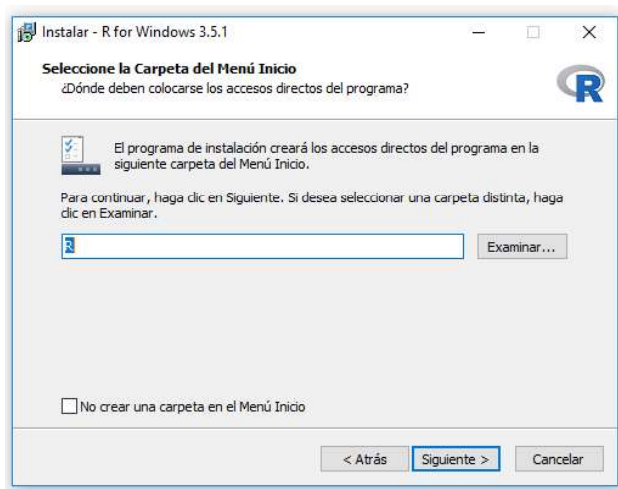 Instalar - R for Windows 3.5.1
Seleccione la Carpeta del Menú Inicio
¿Dónde deben colocarse los accesos directos del programa?
R
El programa de instalación creará los accesos directos del programa en la
siguiente carpeta del Menú Inicio.
Para continuar, haga clic en Siguiente. Si desea seleccionar una carpeta distinta, haga
clic en Examinar.
R
Examinar...
No crear una carpeta en el Menú Inicio
< Atrás
Siguiente >
Cancelar